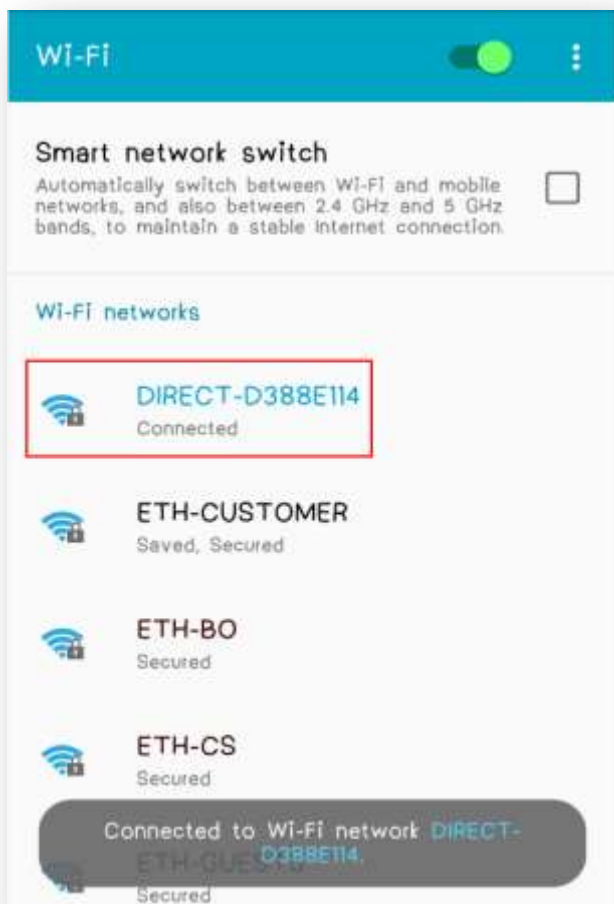 Wi-Fi
Smart network switch
Automatically switch between Wi-Fi and mobile
networks, and also between 2.4 GHz and 5 GHz
bands, to maintain a stable Internet connection.
Wi-Fi networks
DIRECT-D388E114
Connected
ETH-CUSTOMER
Saved, Secured
ETH-BO
Secured
ETH-CS
Secured
Connected to Wi-Fi network DIRECT-
D388E114.
Secured